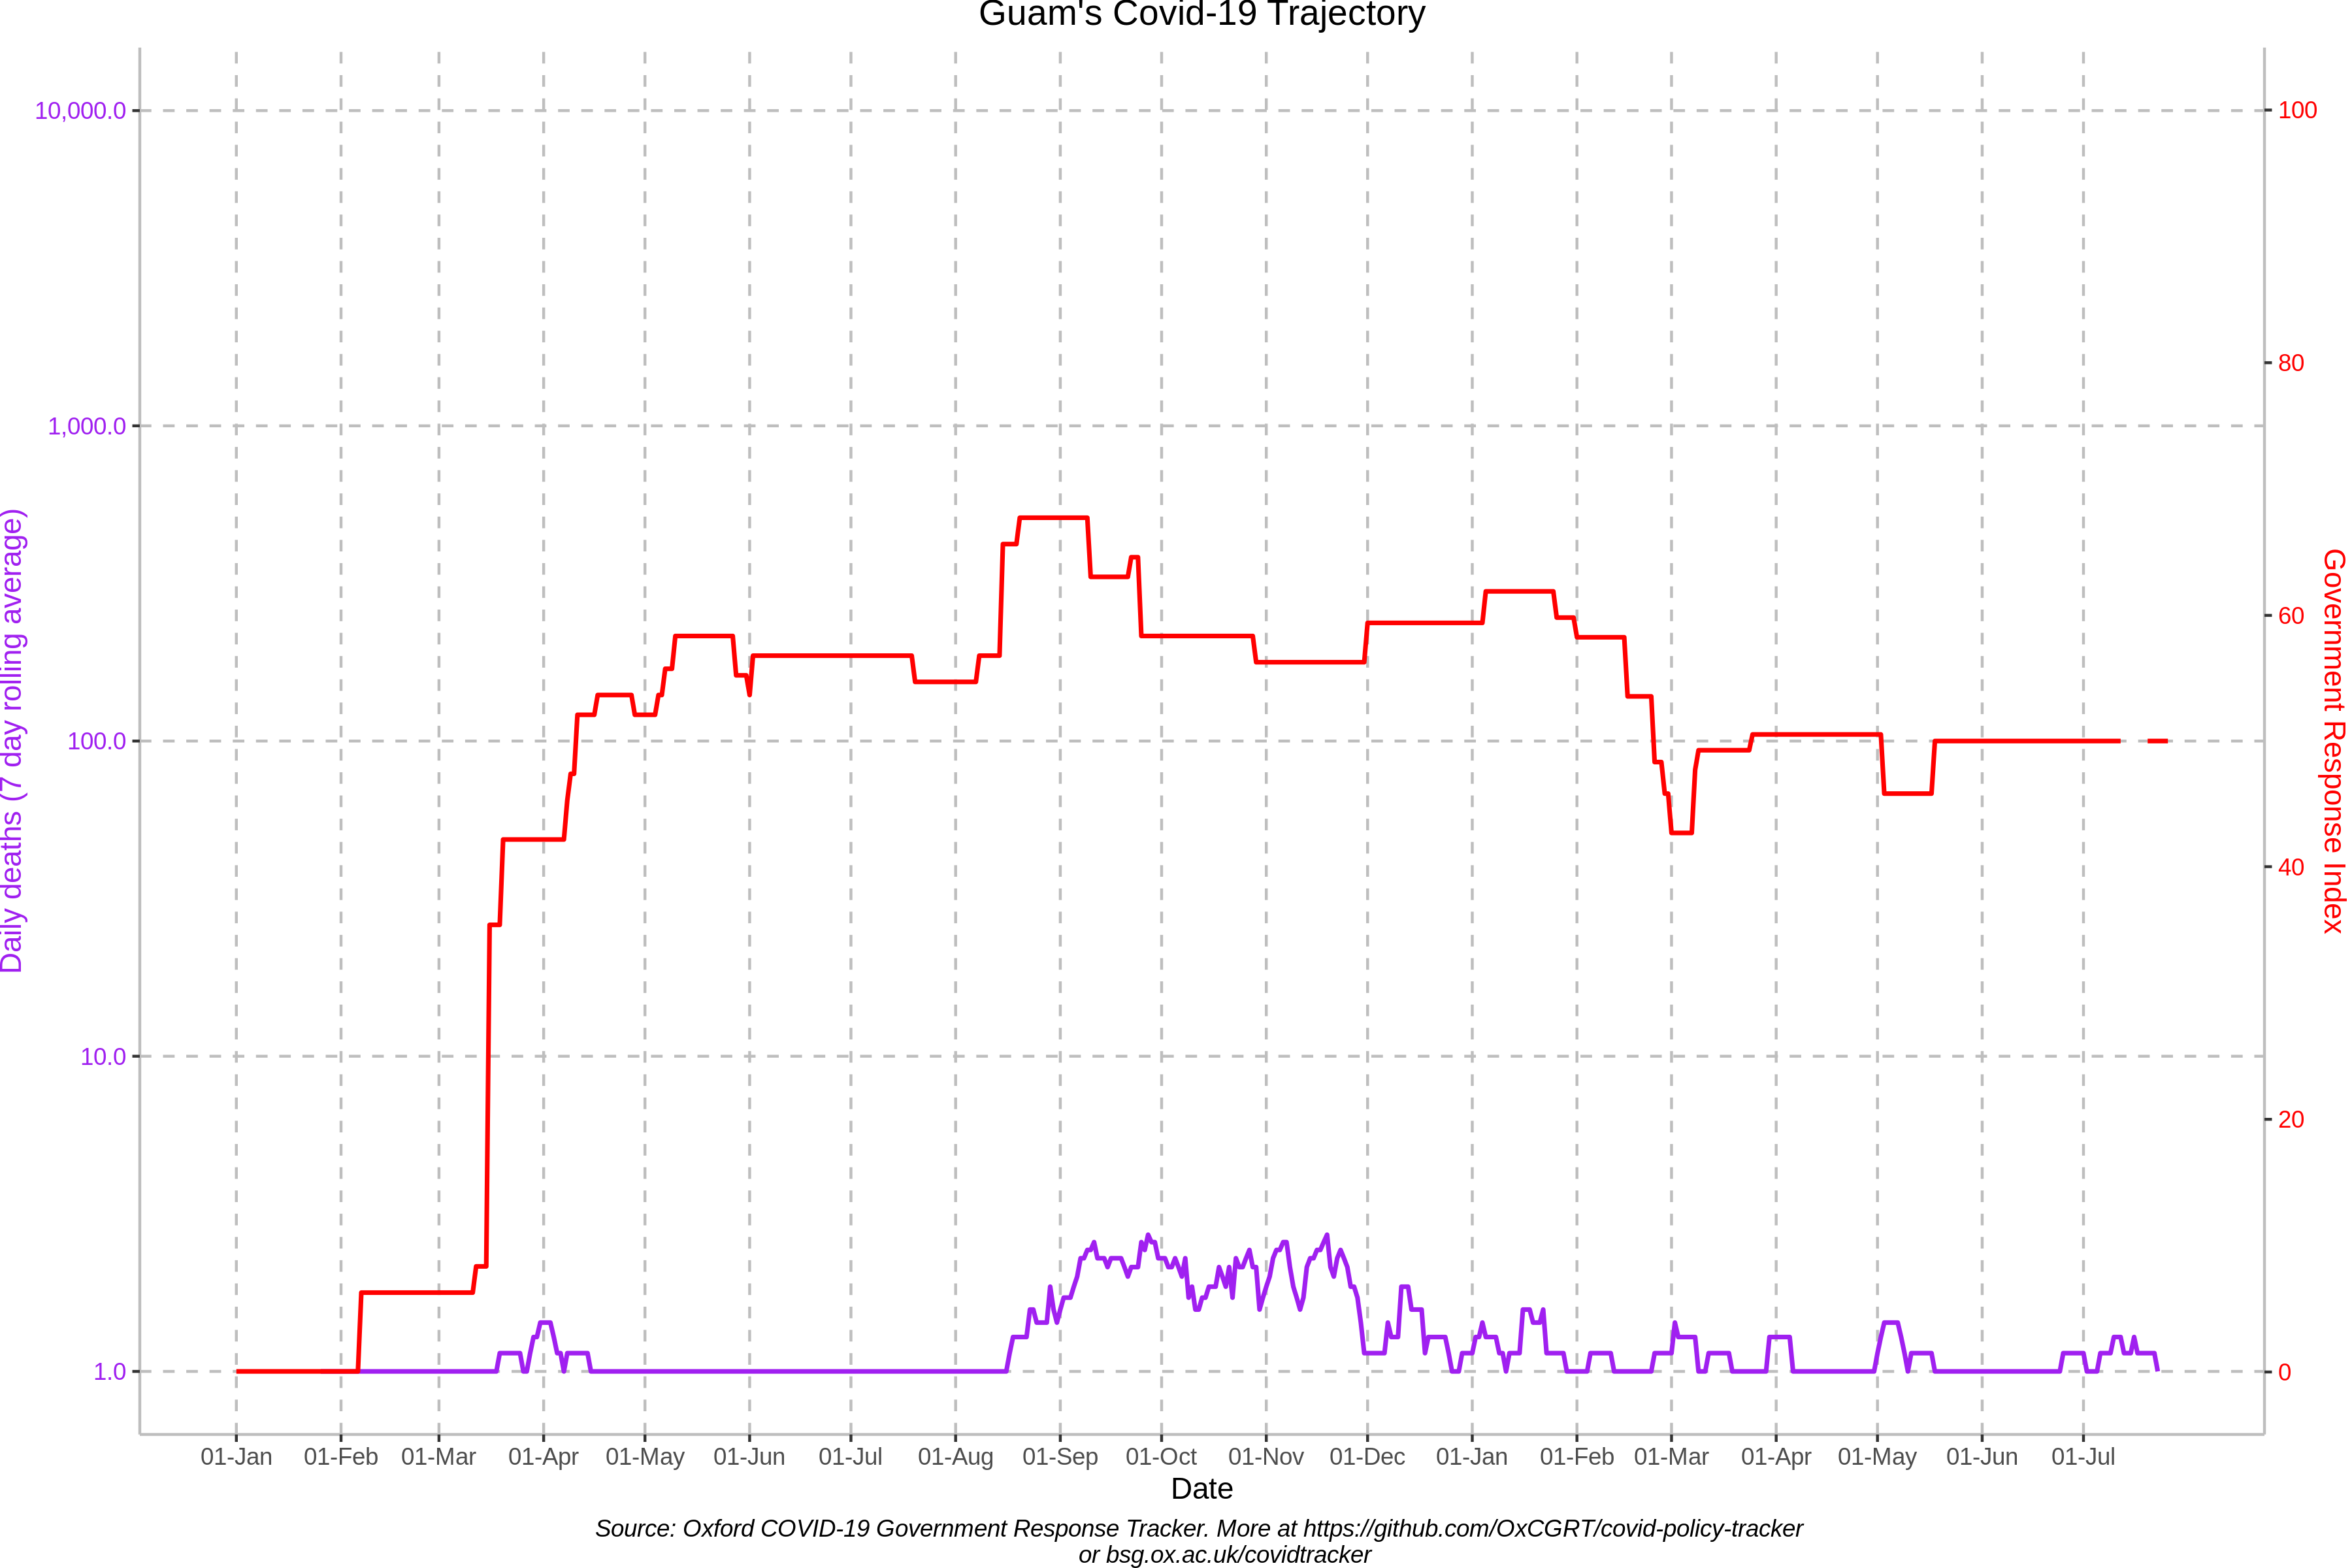 Guam's Covid-19 Trajectory
10,000.0
1,000.0
100.0
10.0
1.0
Daily deaths (7 day rolling average)
100
80
60
40
20
0
Government Response Index
01-Jan 01-Feb 01-Mar 01-Apr 01-May 01-Jun 01-Jul 01-Aug 01-Sep 01-Oct 01-Nov 01-Dec 01-Jan 01-Feb 01-Mar 01-Apr 01-May 01-Jun 01-Jul
Date
Source: Oxford COVID-19 Government Response Tracker. More at https://github.com/OxCGRT/covid-policy-tracker
or bsg.ox.ac.uk/covidtracker